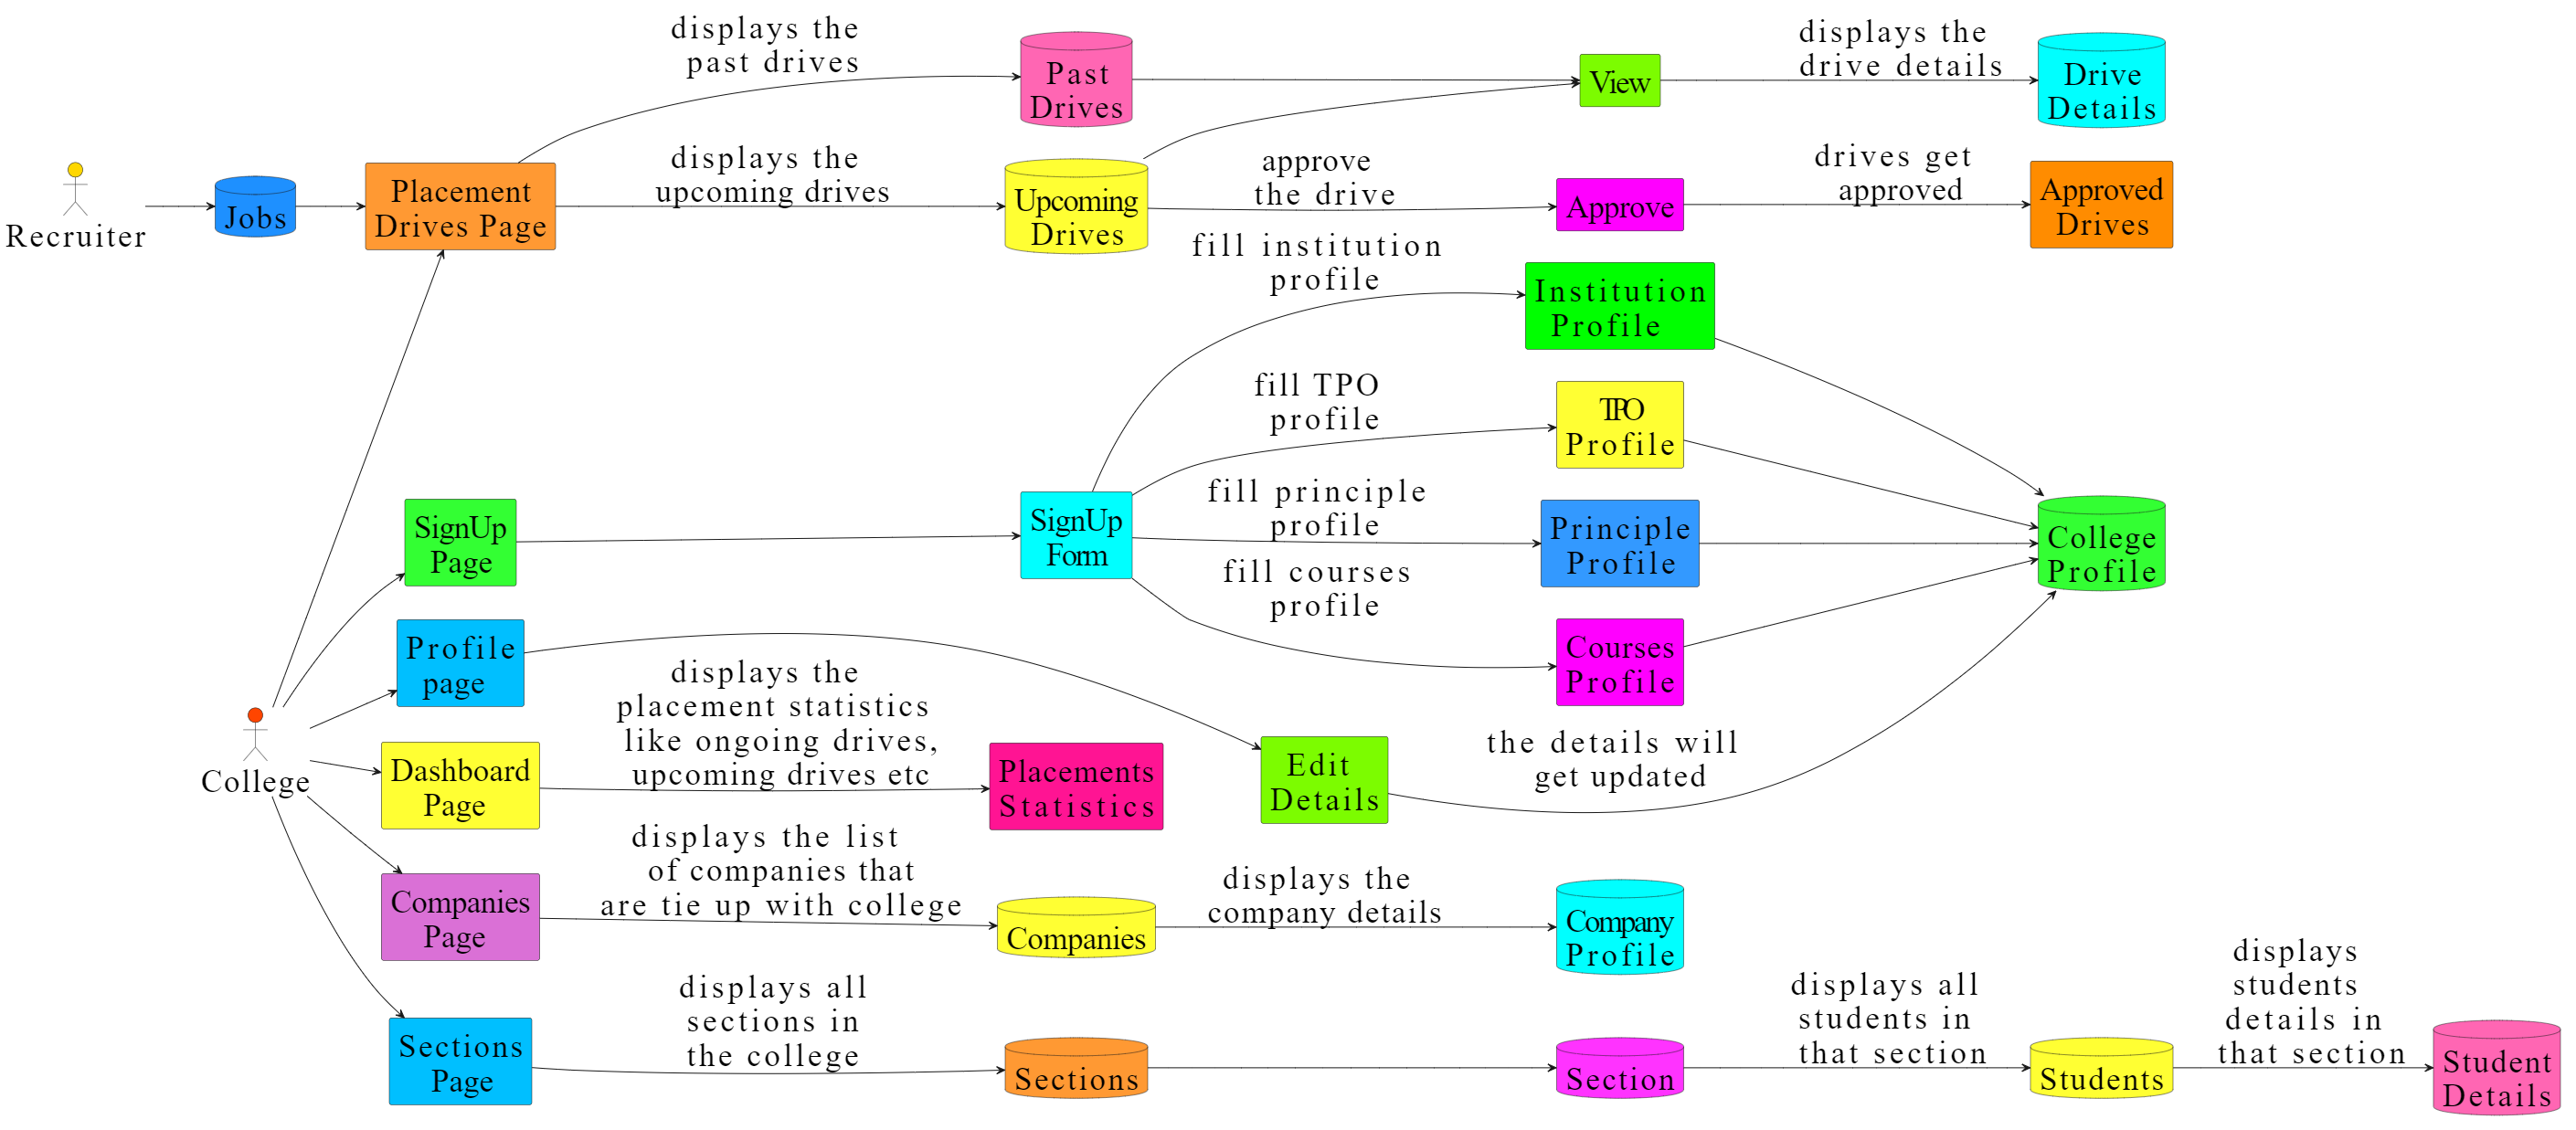 displays the
past drives
Past
Drives
View
displays the
drive details
Drive
Details
Recruiter
Jobs
Placement
Drives Page
displays the
upcoming drives
Upcoming
Drives
approve
the drive
Approve
drives get
approved
Approved
Drives
fill institution
profile
Institution
Profile
fill TPO
profile
TPO
Profile
SignUp
Page
SignUp
Form
fill principle
profile
Principle
Profile
College
Profile
fill courses
profile
Courses
Profile
Profile
page
College
Dashboard
Page
displays the
placement statistics
like ongoing drives,
upcoming drives etc
Placements
Statistics
Edit
Details
the details will
get updated
Companies
Page
displays the list
of companies that
are tie up with college
Companies
displays the
company details
Company
Profile
Sections
Page
displays all
sections in
the college
Sections
Section
displays all
students in
that section
Students
displays
students
details in
that section
Student
Details